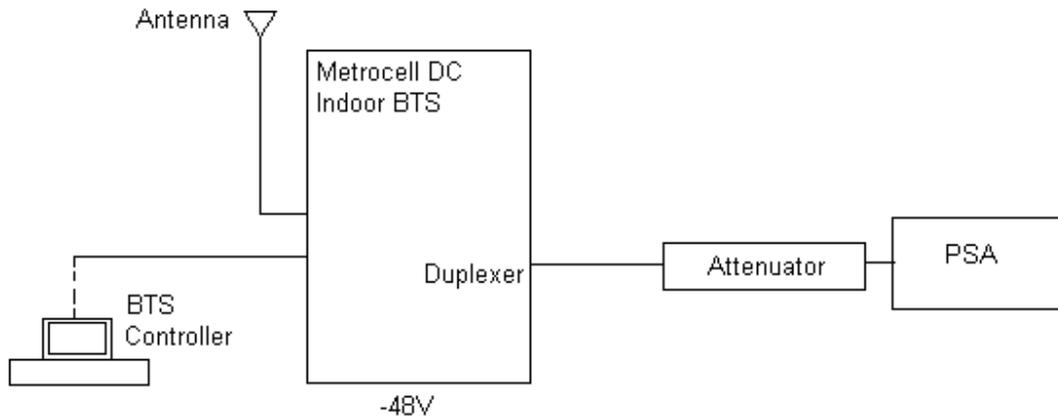 Antenna
Metrocell DC
Indoor BTS
Duplexer
Attenuator
PSA
BTS
Controller
-48V